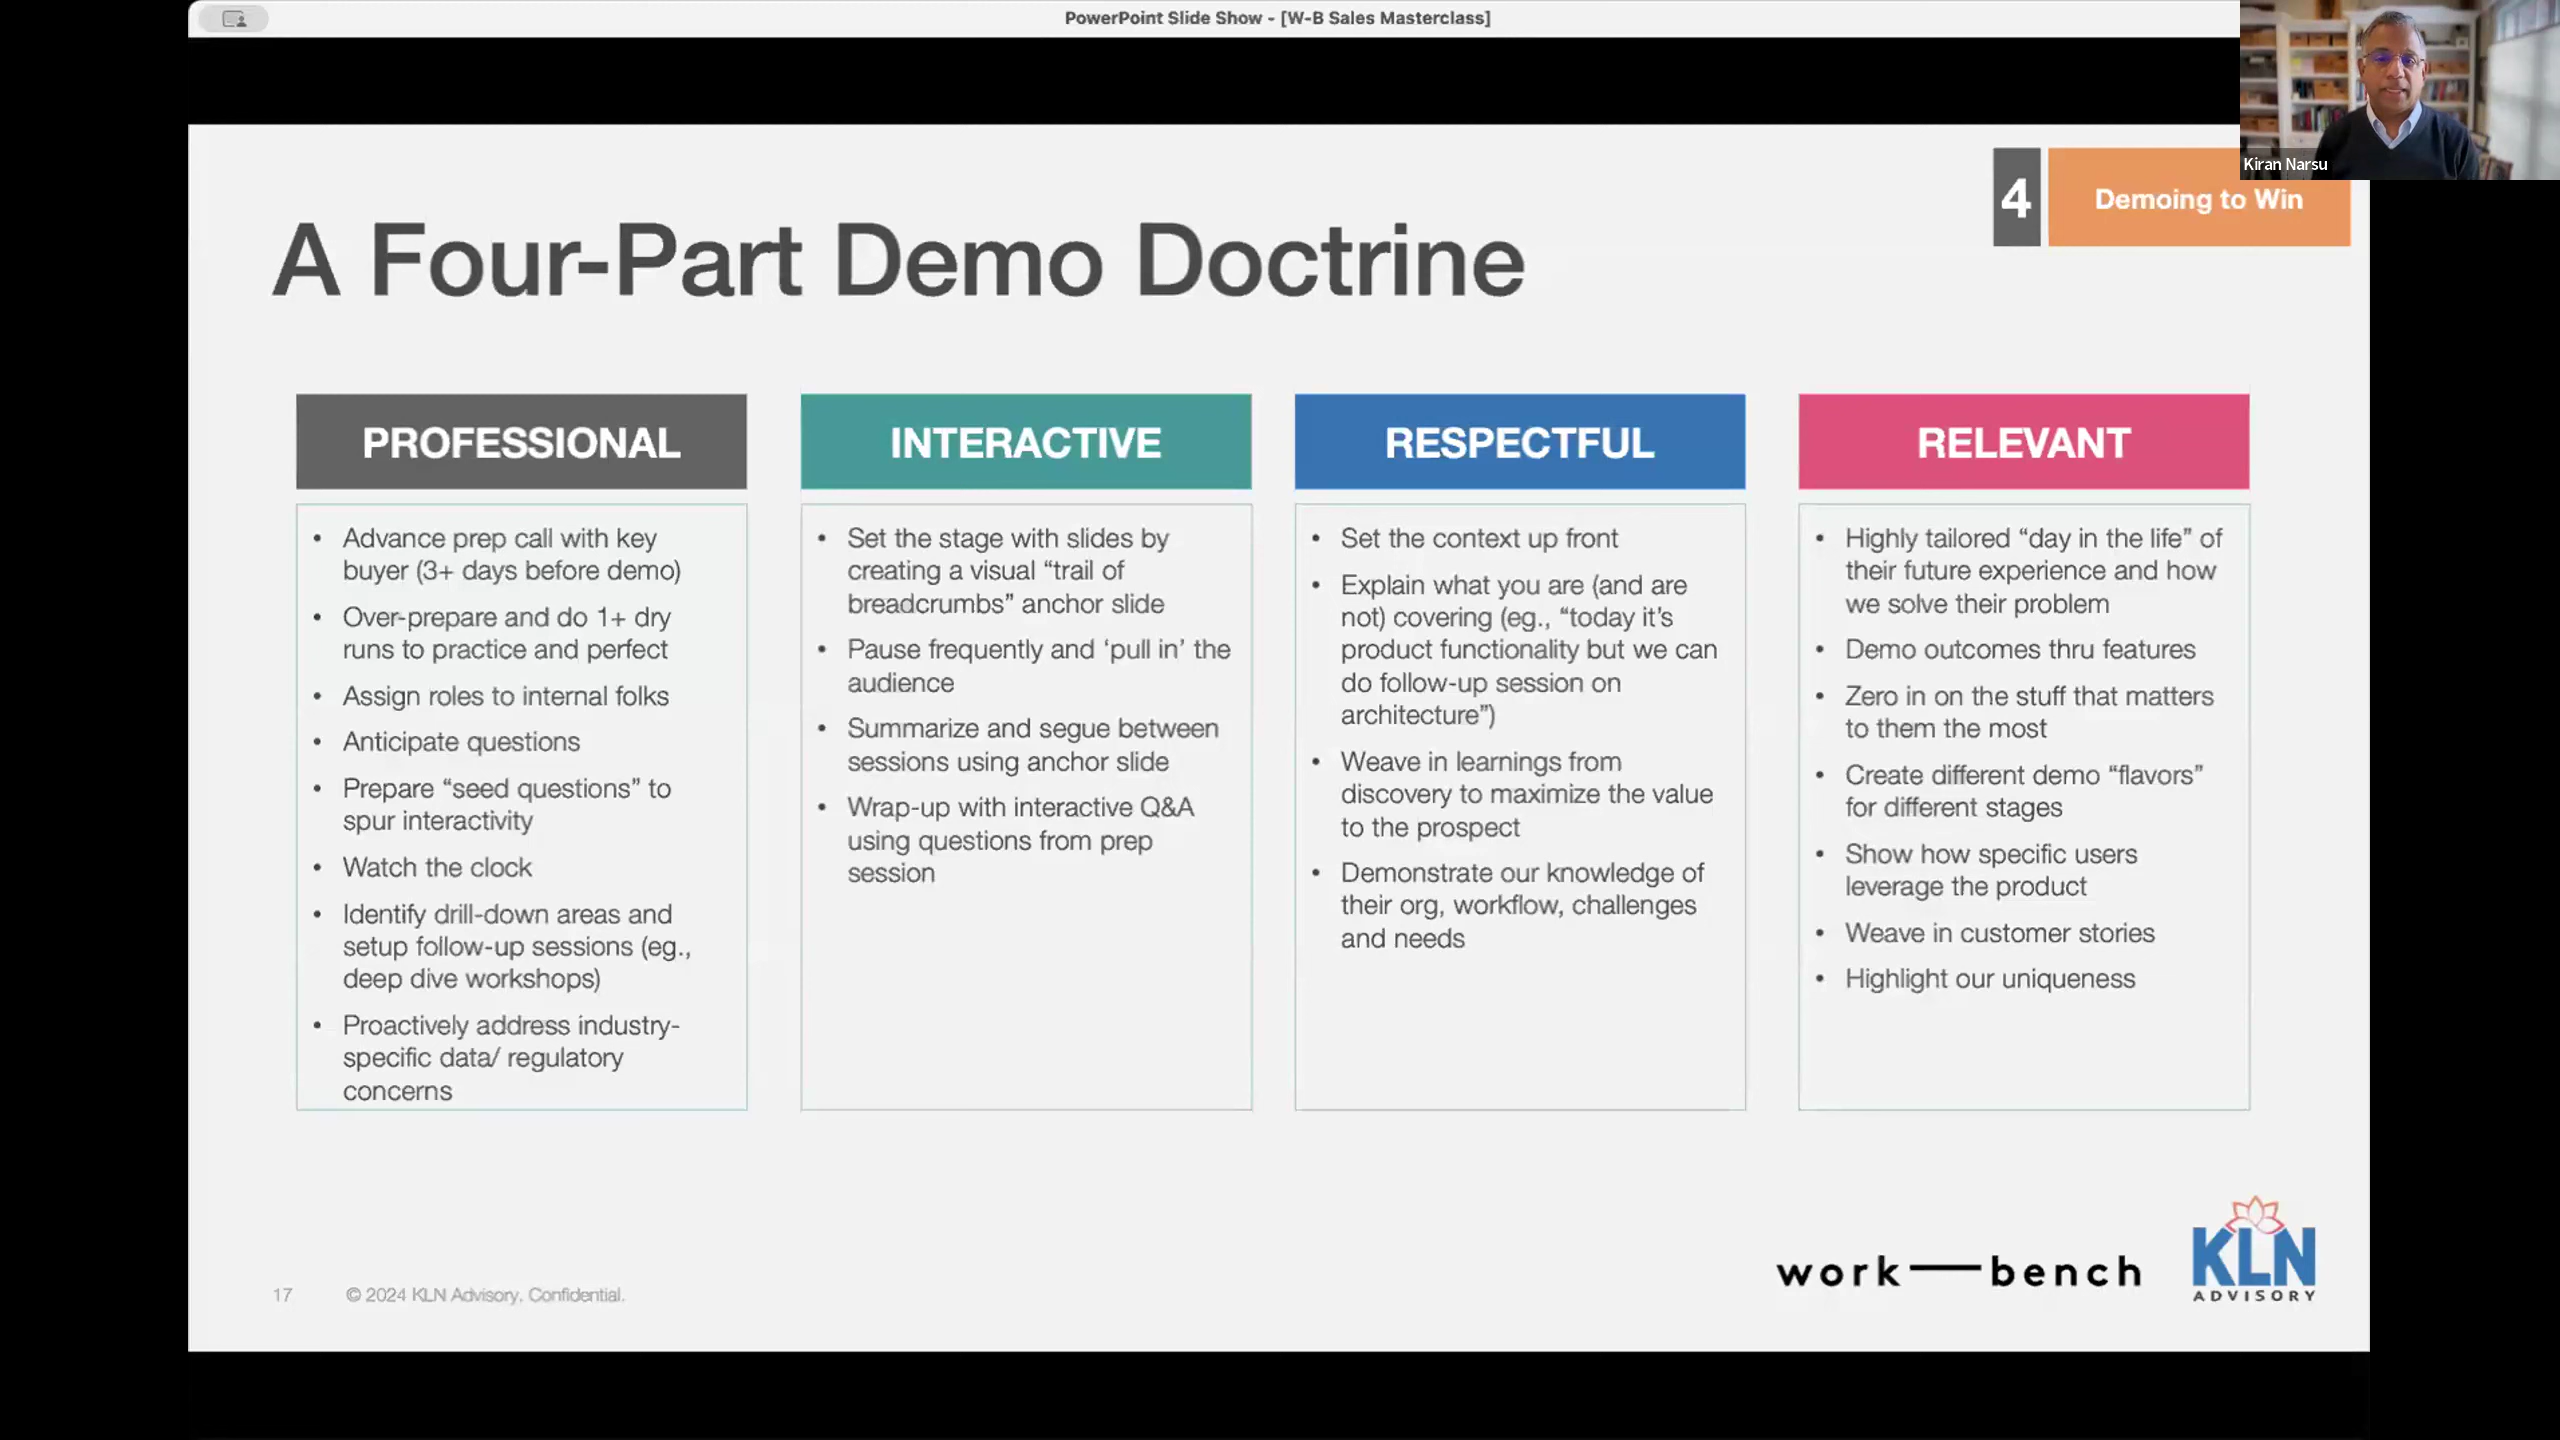 PowerPoint Slide Show - [W-B Sales Masterclass]
Kiran Narsu
4
Demoing to Win
A Four-Part Demo Doctrine
PROFESSIONAL
• Advance prep call with key
buyer (3+ days before demo)
• Over-prepare and do 1+ dry
runs to practice and perfect
• Assign roles to internal folks
• Anticipate questions
• Prepare “seed questions” to
spur interactivity
• Watch the clock
• Identify drill-down areas and
setup follow-up sessions (eg.,
deep dive workshops)
• Proactively address industry-
specific data/ regulatory
concerns
INTERACTIVE
• Set the stage with slides by
creating a visual “trail of
breadcrumbs” anchor slide
• Pause frequently and ‘pull in’ the
audience
• Summarize and segue between
sessions using anchor slide
• Wrap-up with interactive Q&A
using questions from prep
session
RESPECTFUL
• Set the context up front
• Explain what you are (and are
not) covering (eg., “today it’s
product functionality but we can
do follow-up session on
architecture”)
• Weave in learnings from
discovery to maximize the value
to the prospect
• Demonstrate our knowledge of
their org, workflow, challenges
and needs
RELEVANT
• Highly tailored “day in the life” of
their future experience and how
we solve their problem
• Demo outcomes thru features
• Zero in on the stuff that matters
to them the most
• Create different demo “flavors”
for different stages
• Show how specific users
leverage the product
• Weave in customer stories
• Highlight our uniqueness
17
© 2024 KLN Advisory. Confidential.
work—bench
KLN
ADVISORY